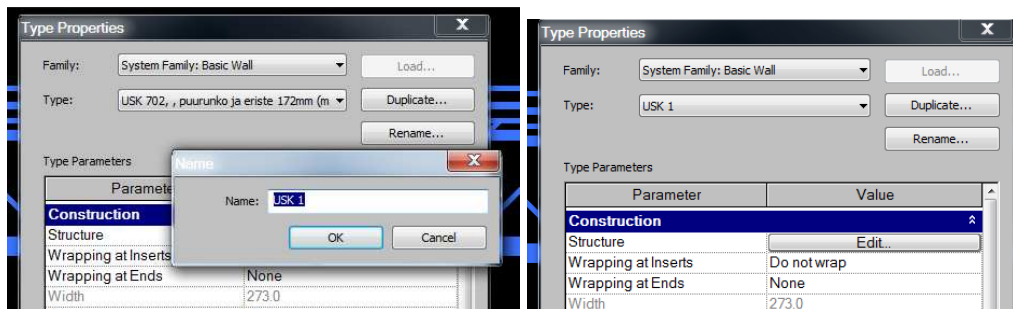 Type Properties
X
Family:
System Family: Basic Wall
Load...
Type:
USK 702, , puurunko ja eriste 172mm (m
Duplicate...
Rename...
Type Parameters
Name
X
Paramete
Name:
USK 1
OK
Cancel
Construction
Structure
Wrapping at Inserts
Wrapping at Ends
None
Width
273.0
Type Properties
X
Family:
System Family: Basic Wall
Load...
Type:
USK 1
Duplicate...
Rename...
Type Parameters
Parameter
Value
Construction
Structure
Edit...
Wrapping at Inserts
Do not wrap
Wrapping at Ends
None
Width
273.0